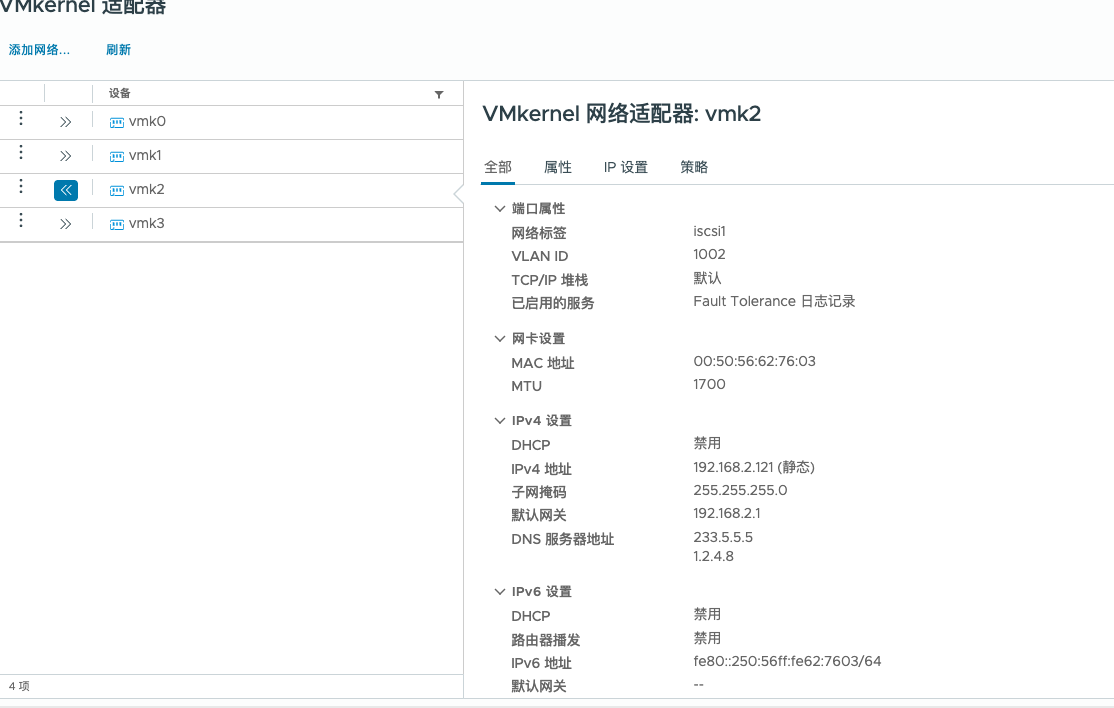 VMkernel 适配器
添加网络...
刷新
设备
vmk0
vmk1
vmk2
vmk3
4 项
VMkernel 网络适配器: vmk2
全部 属性 IP 设置 策略
端口属性
网络标签 iscsi1
VLAN ID 1002
TCP/IP 堆栈 默认
已启用的服务 Fault Tolerance 日志记录
网卡设置
MAC 地址 00:50:56:62:76:03
MTU 1700
IPv4 设置
DHCP 禁用
IPv4 地址 192.168.2.121 (静态)
子网掩码 255.255.255.0
默认网关 192.168.2.1
DNS 服务器地址 233.5.5.5
1.2.4.8
IPv6 设置
DHCP 禁用
路由器播发 禁用
IPv6 地址 fe80::250:56ff:fe62:7603/64
默认网关 --